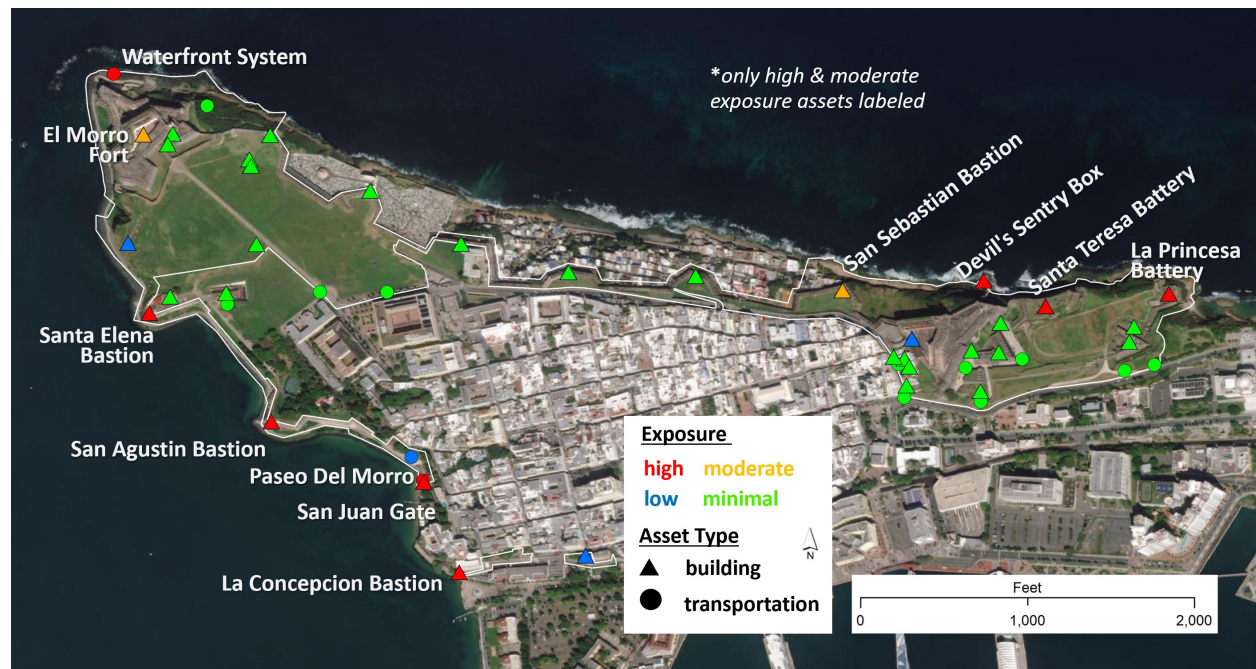 Waterfront System
*only high & moderate
exposure assets labeled
El Morro
Fort
San Sebastian Bastion
Devil's Sentry Box
Santa Teresa Battery
La Princesa
Battery
Santa Elena
Bastion
San Agustin Bastion
Paseo Del Morro
San Juan Gate
La Concepcion Bastion
Exposure
high moderate
low minimal
Asset Type
building
transportation
N
Feet
0 1,000 2,000